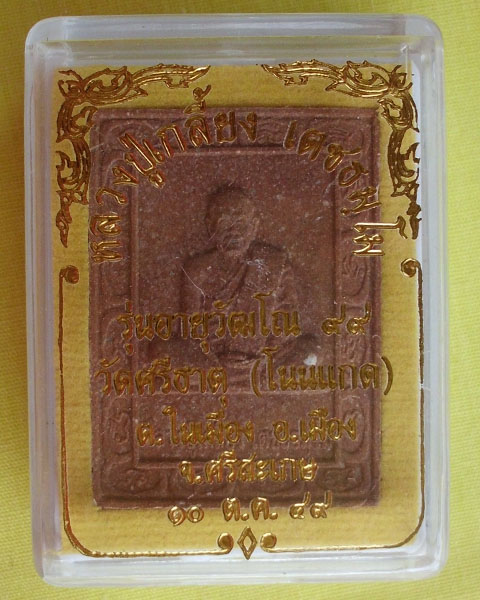 หลวงปู่เกลี้ยง เตชธมฺโม
รุ่นอายุวัฒโณ ๙๙
วัดศรีธาตุ (โนนแกด)
ต.ในเมือง อ.เมือง
จ.ศรีสะเกษ
๑๐ ต.ค. ๔๙